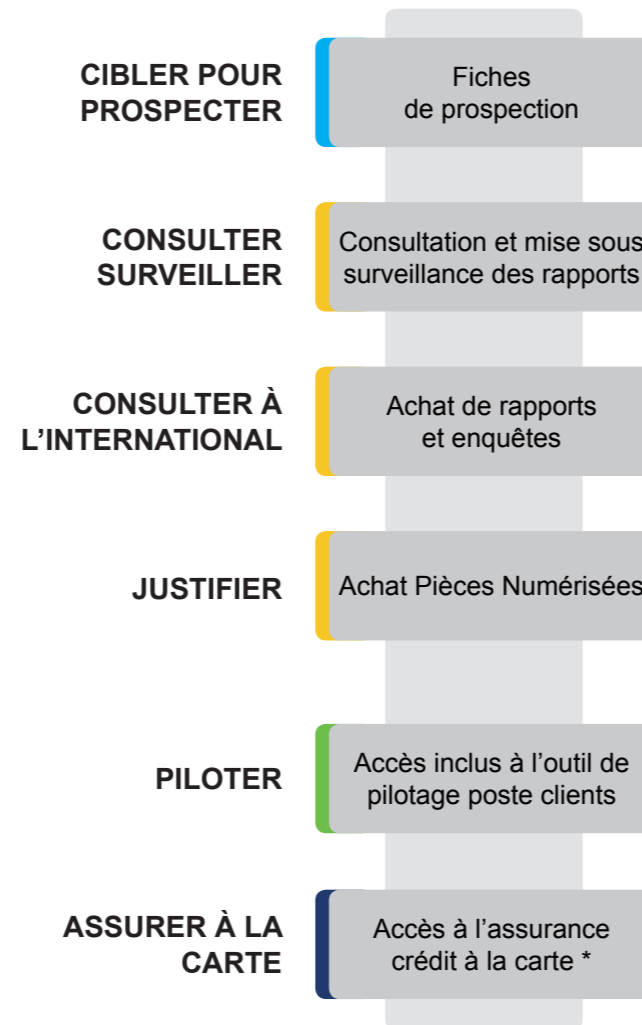 CIBLER POUR
PROSPECTER
Fiches
de prospection
CONSULTER
SURVEILLER
Consultation et mise sous
surveillance des rapports
CONSULTER À
L’INTERNATIONAL
Achat de rapports
et enquêtes
JUSTIFIER
Achat Pièces Numérisées
PILOTER
Accès inclus à l’outil de
pilotage poste clients
ASSURER À LA
CARTE
Accès à l’assurance
crédit à la carte *